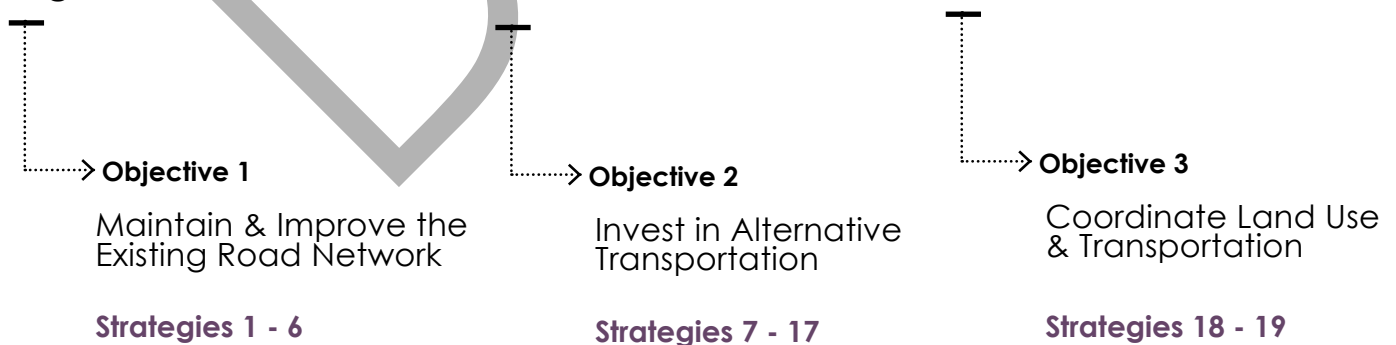 Objective 1
Maintain & Improve the
Existing Road Network
Strategies 1 - 6
Objective 2
Invest in Alternative
Transportation
Strategies 7 - 17
Objective 3
Coordinate Land Use
& Transportation
Strategies 18 - 19